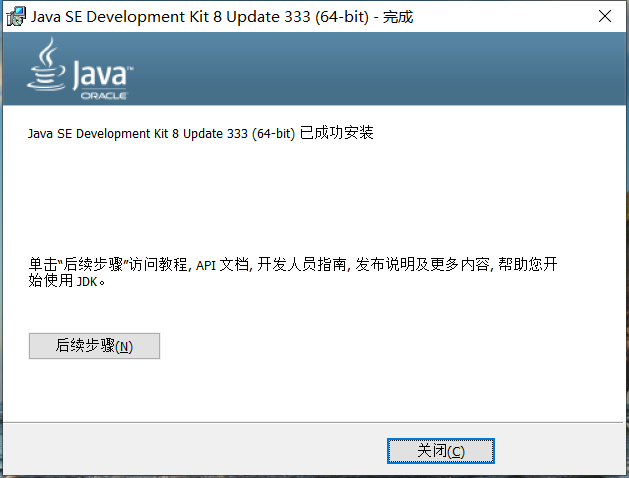 Java SE Development Kit 8 Update 333 (64-bit) - 完成
Java™
ORACLE
Java SE Development Kit 8 Update 333 (64-bit) 已成功安装
单击“后续步骤”访问教程, API 文档, 开发人员指南, 发布说明及更多内容, 帮助您开
始使用 JDK。
后续步骤(N)
关闭(C)